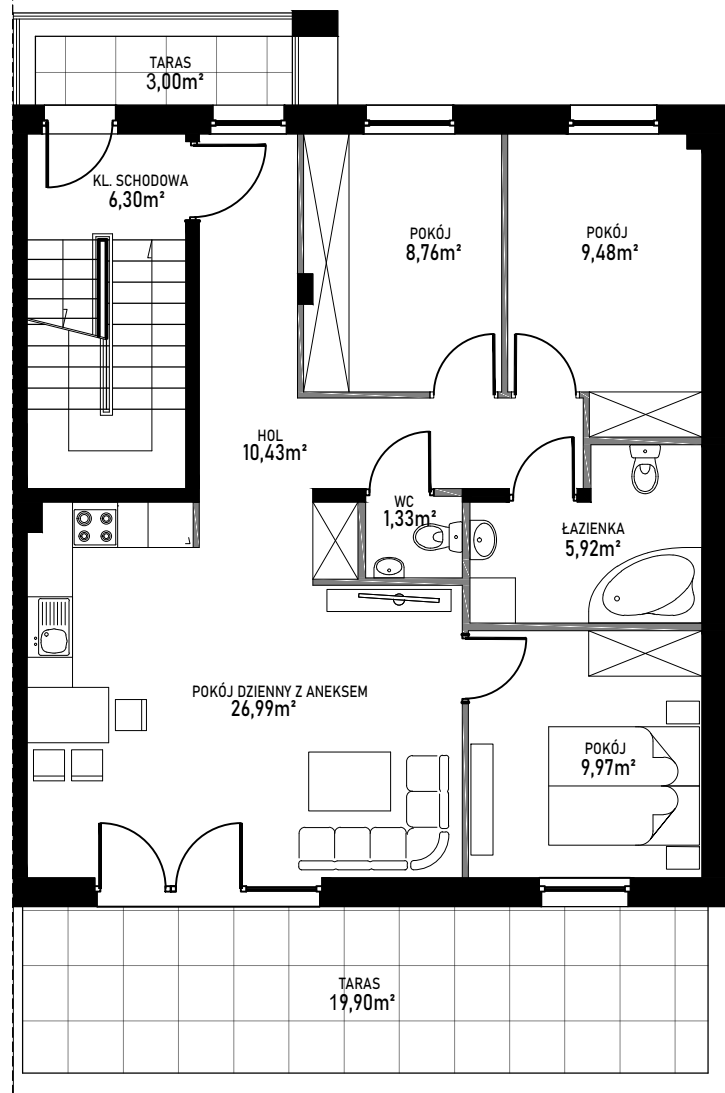 TARAS
3,00m²
KL. SCHODOWA
6,30m²
POKÓJ
8,76m²
POKÓJ
9,48m²
HOL
10,43m²
WC
1,33m²
ŁAZIENKA
5,92m²
POKÓJ DZIENNY Z ANEKSEM
26,99m²
POKÓJ
9,97m²
TARAS
19,90m²